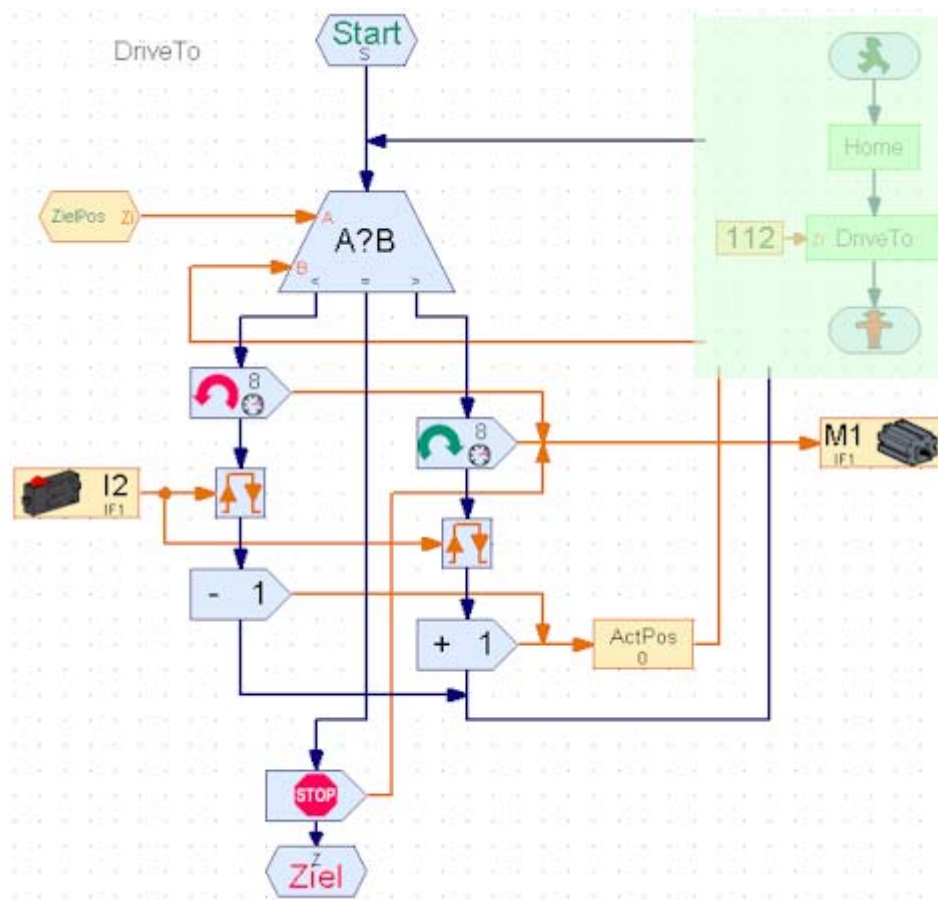 DriveTo
Start
S
Home
ZielPos Zi
A
A?B
112
Zi DriveTo
B
< = >
8
8
M1
IF1
I2
IF1
- 1
+ 1
ActPos
0
STOP
Z
Ziel